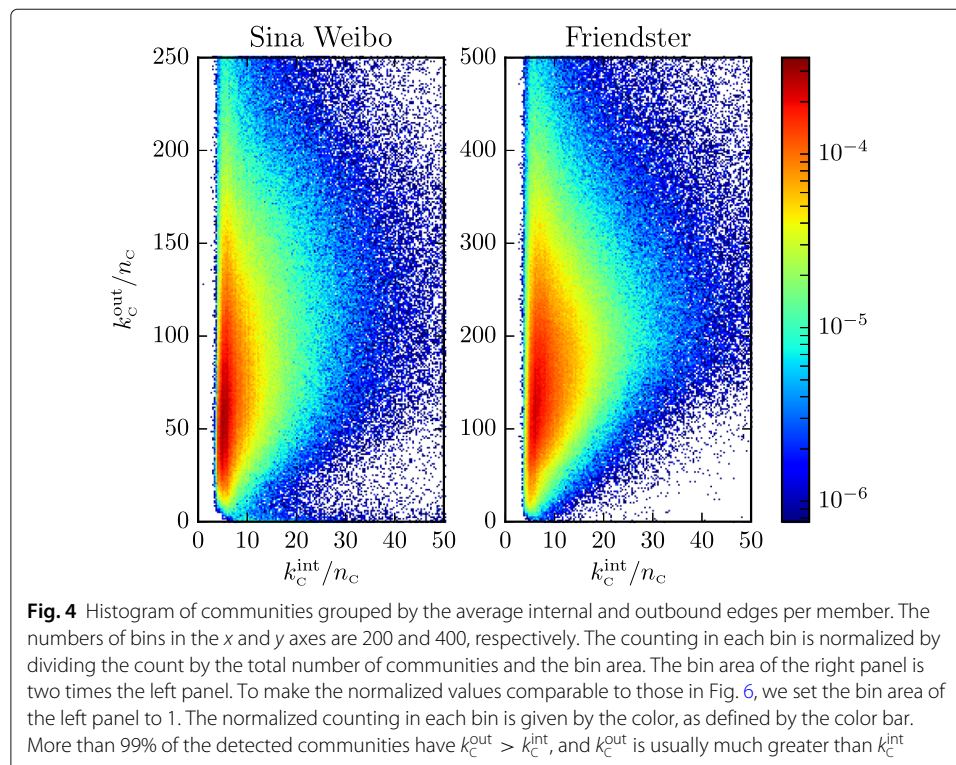 Sina Weibo
Friendster
250
200
150
100
50
0
500
400
300
200
100
0
10⁻⁴
10⁻⁵
10⁻⁶
k_C^out/n_C
0 10 20 30 40 50
0 10 20 30 40 50
k_C^int/n_C
k_C^int/n_C
Fig. 4 Histogram of communities grouped by the average internal and outbound edges per member. The
numbers of bins in the x and y axes are 200 and 400, respectively. The counting in each bin is normalized by
dividing the count by the total number of communities and the bin area. The bin area of the right panel is
two times the left panel. To make the normalized values comparable to those in Fig. 6, we set the bin area of
the left panel to 1. The normalized counting in each bin is given by the color, as defined by the color bar.
More than 99% of the detected communities have k_C^out > k_C^int, and k_C^out is usually much greater than k_C^int